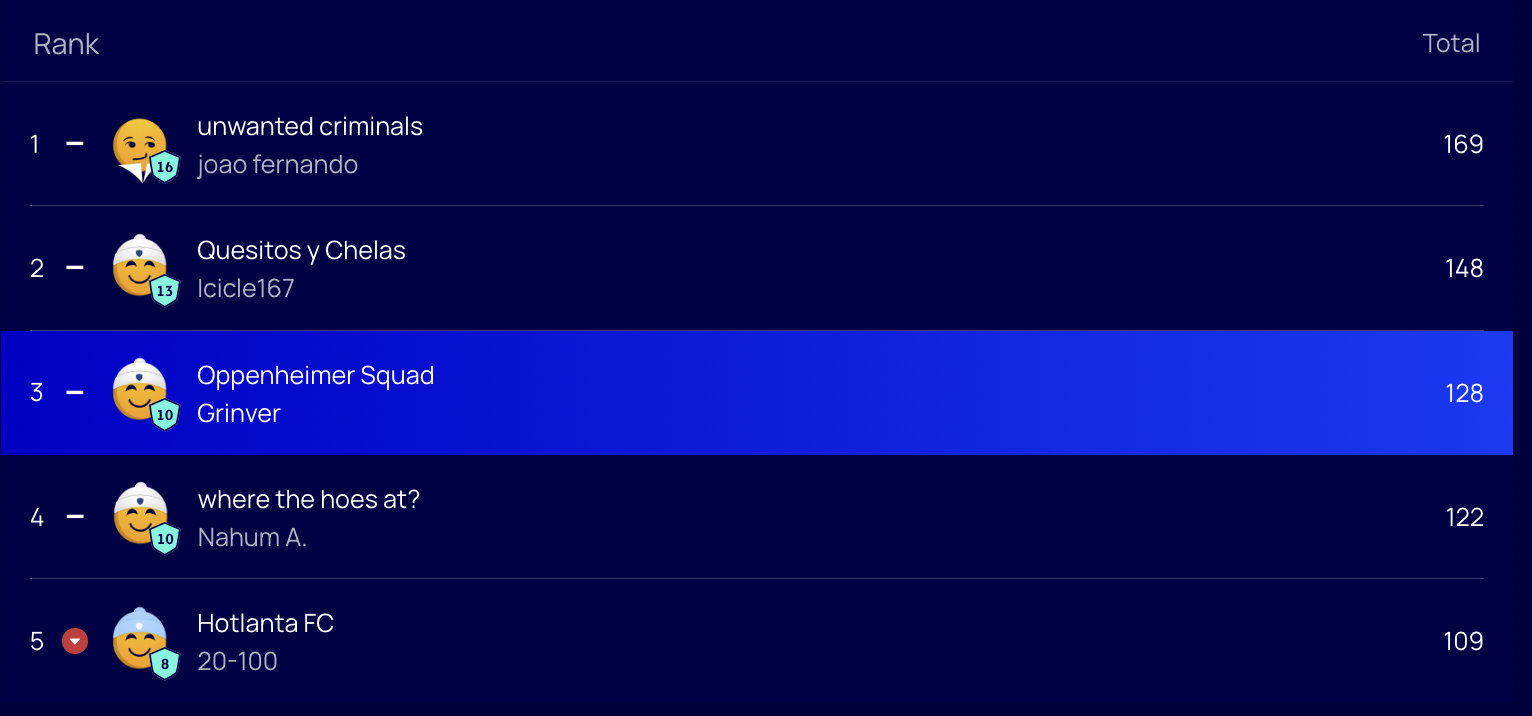 Rank Total
1 unwanted criminals 169
16 joao fernando
2 Quesitos y Chelas 148
13 Icicle167
3 Oppenheimer Squad 128
10 Grinver
4 where the hoes at? 122
10 Nahum A.
5 Hotlanta FC 109
8 20-100